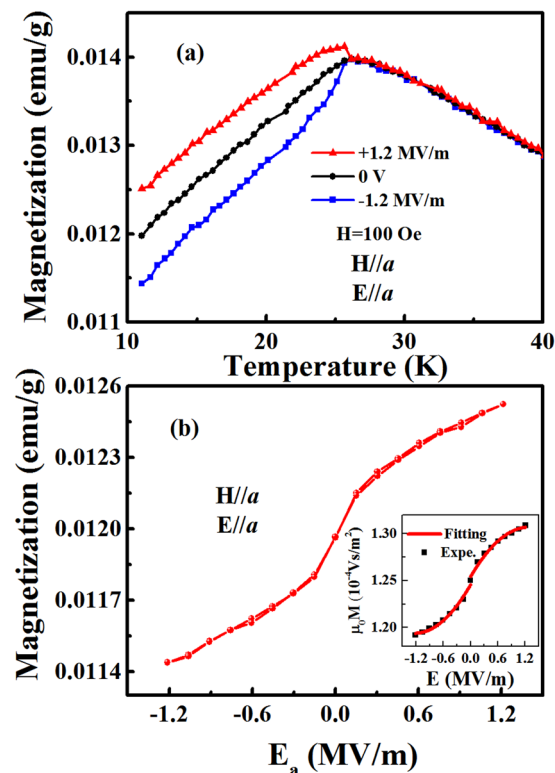 Magnetization (emu/g)
0.014
0.013
0.012
0.011
(a)
+1.2 MV/m
0 V
-1.2 MV/m
H=100 Oe
H//a
E//a
10 20 30 40
Temperature (K)
Magnetization (emu/g)
0.0126
0.0123
0.0120
0.0117
0.0114
(b)
H//a
E//a
μ₀M (10⁻⁴Vs/m²)
1.30
1.25
1.20
Fitting
Expe.
-1.2 -0.6 0.0 0.6 1.2
E (MV/m)
-1.2 -0.6 0.0 0.6 1.2
Eₐ (MV/m)